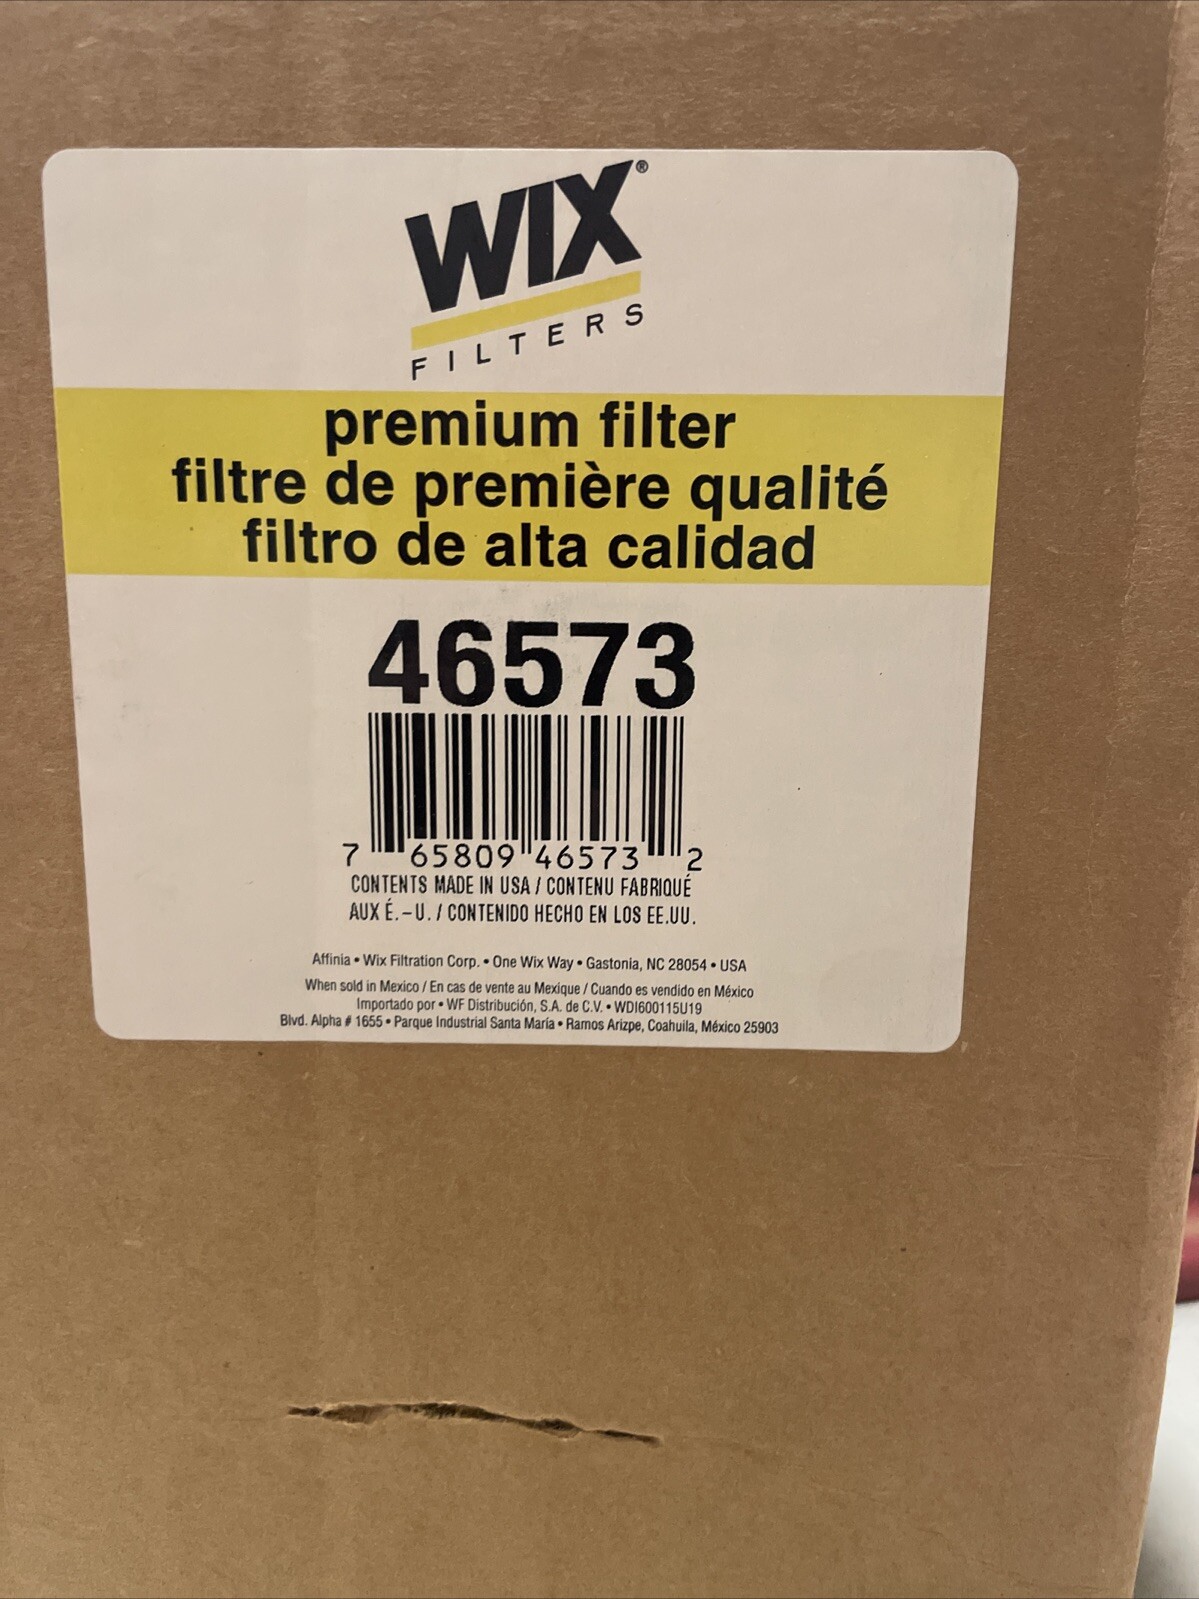 WIX®
FILTERS
premium filter
filtre de première qualité
filtro de alta calidad
46573
7 65809 46573 2
CONTENTS MADE IN USA / CONTENU FABRIQUÉ
AUX É.-U. / CONTENIDO HECHO EN LOS EE.UU.
Affinia • Wix Filtration Corp. • One Wix Way • Gastonia, NC 28054 • USA
When sold in Mexico / En cas de vente au Mexique / Cuando es vendido en México
Importado por • WF Distribución, S.A. de C.V. • WDI600115U19
Blvd. Alpha # 1655 • Parque Industrial Santa María • Ramos Arizpe, Coahuila, México 25903